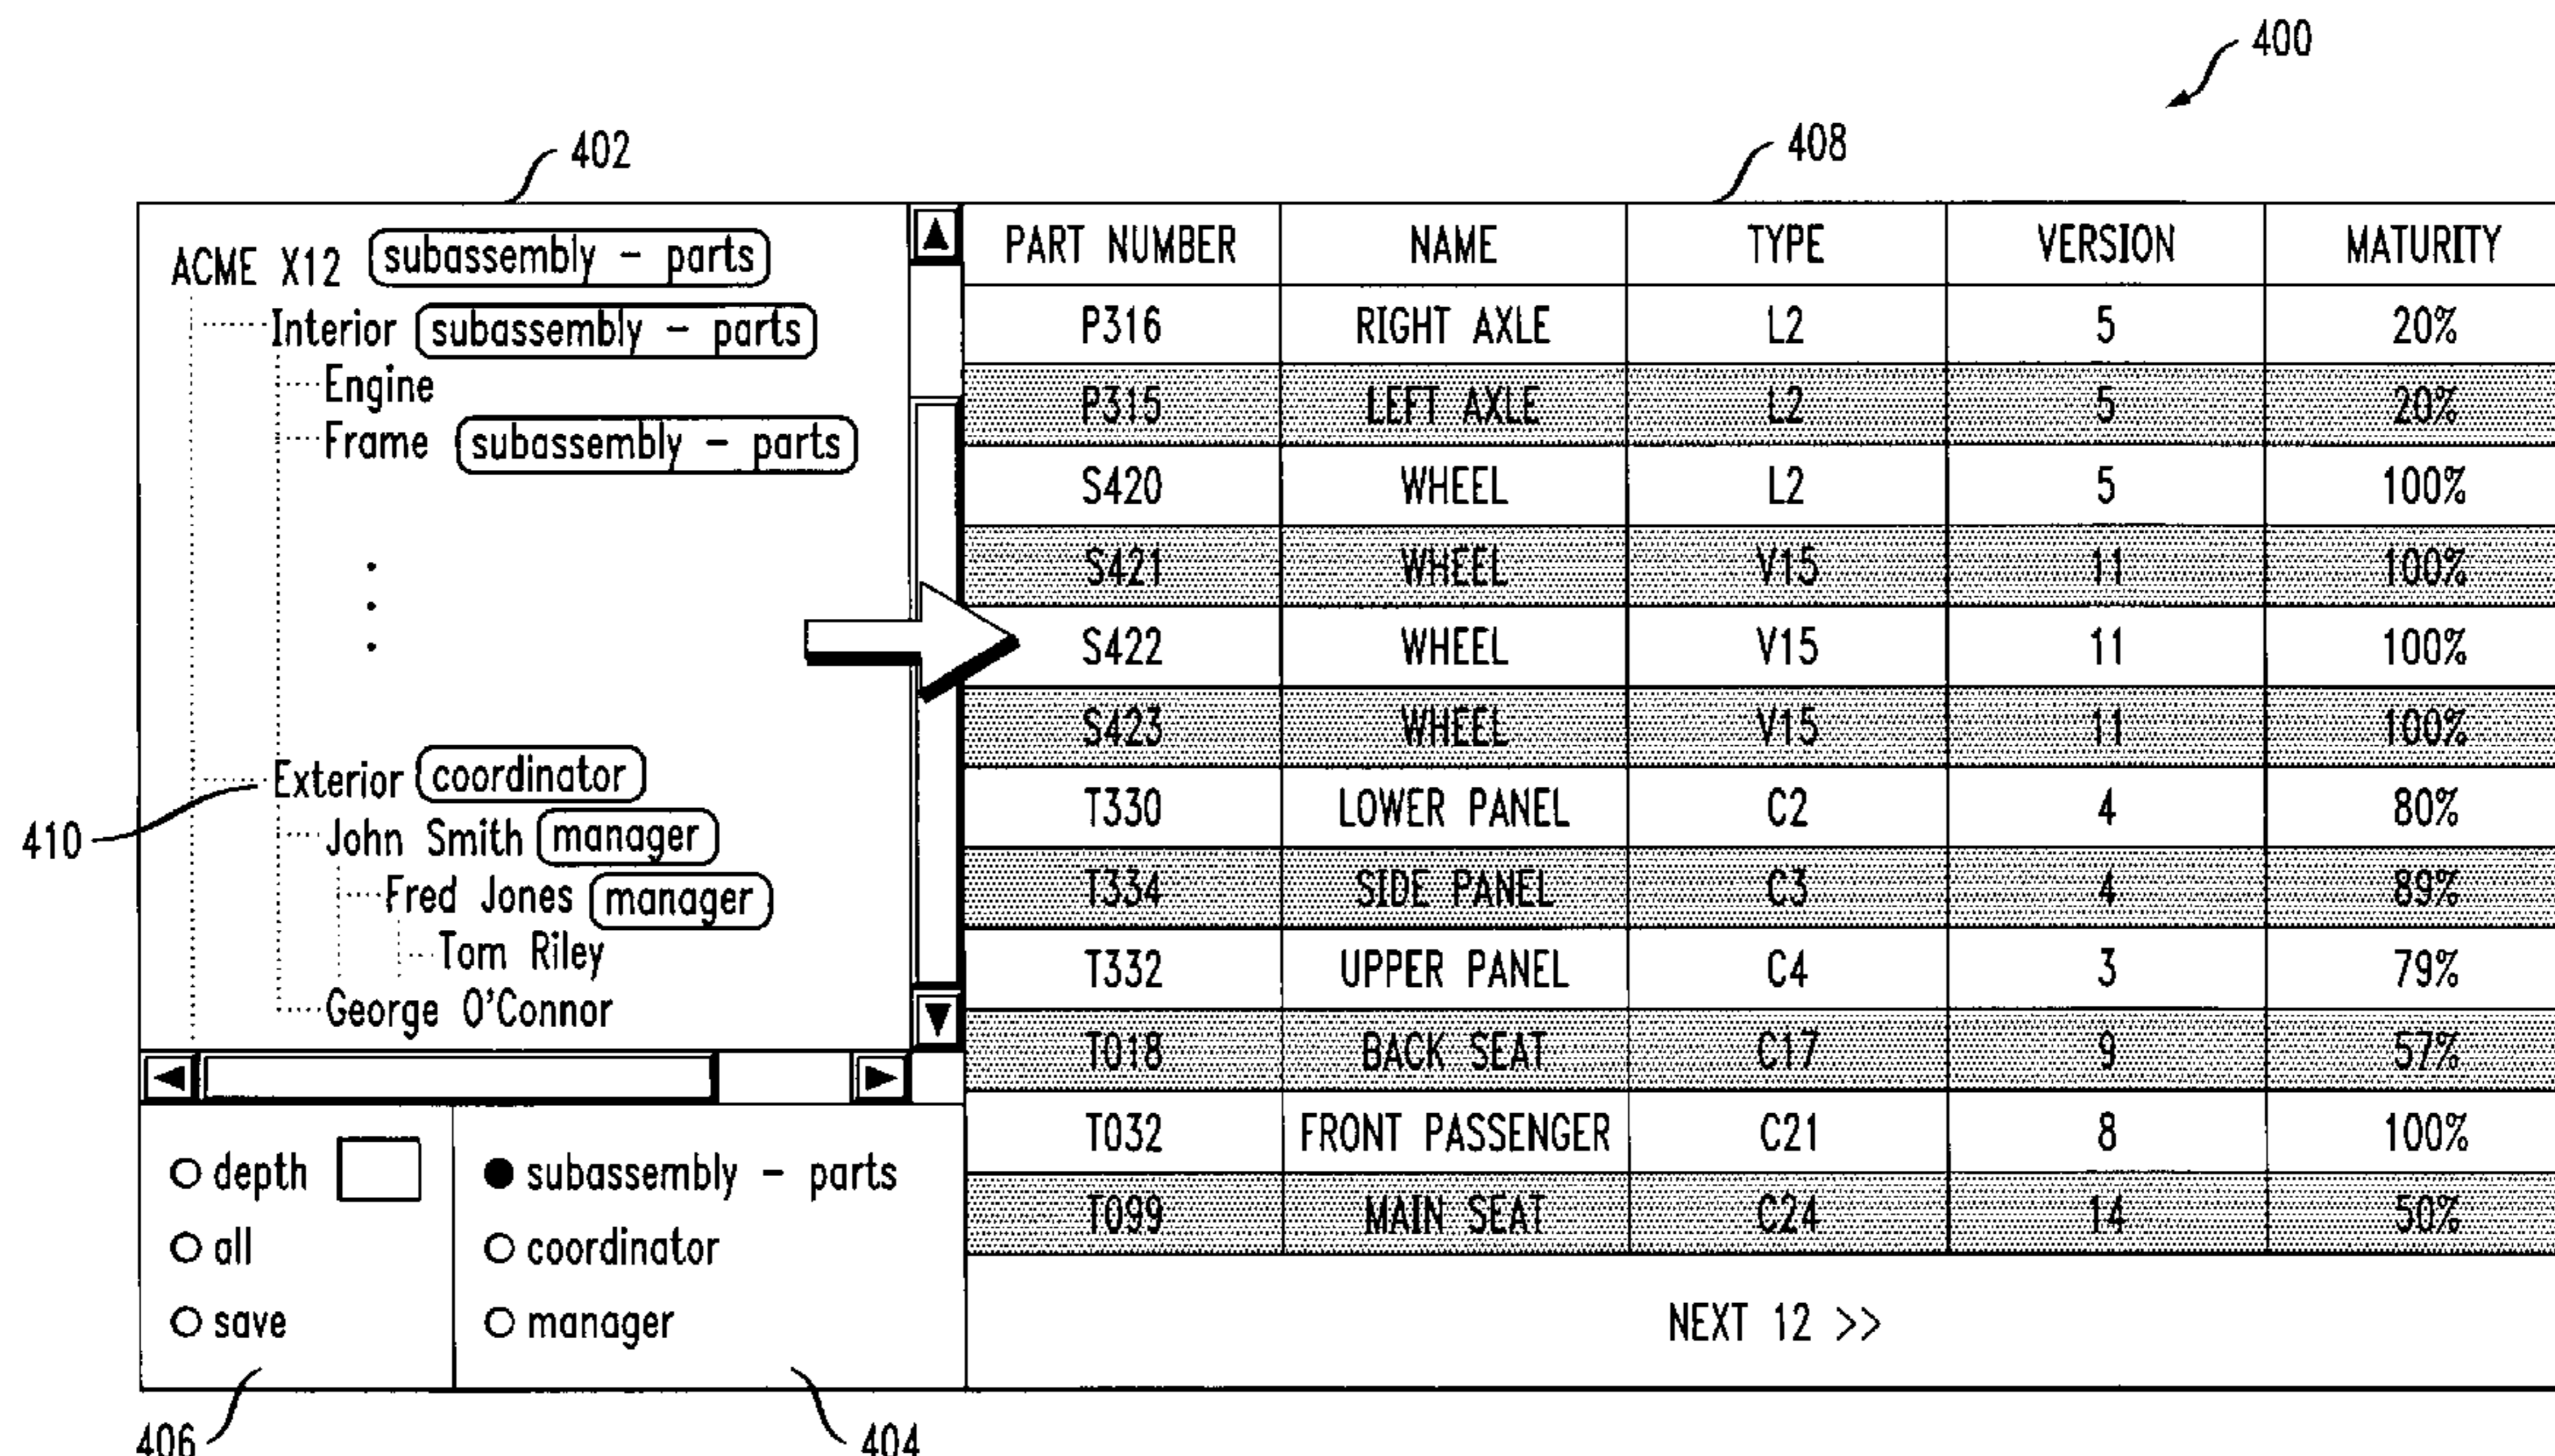 400
402
408
ACME X12 subassembly - parts
Interior subassembly - parts
Engine
Frame subassembly - parts
Exterior coordinator
410
John Smith manager
Fred Jones manager
Tom Riley
George O'Connor
depth
all
save
subassembly - parts
coordinator
manager
406
404
PART NUMBER NAME TYPE VERSION MATURITY
P316 RIGHT AXLE L2 5 20%
P315 LEFT AXLE L2 5 20%
S420 WHEEL L2 5 100%
S421 WHEEL V15 11 100%
S422 WHEEL V15 11 100%
S423 WHEEL V15 11 100%
T330 LOWER PANEL C2 4 80%
T334 SIDE PANEL C3 4 89%
T332 UPPER PANEL C4 3 79%
T018 BACK SEAT C17 9 57%
T032 FRONT PASSENGER C21 8 100%
T099 MAIN SEAT C24 14 50%
NEXT 12 >>